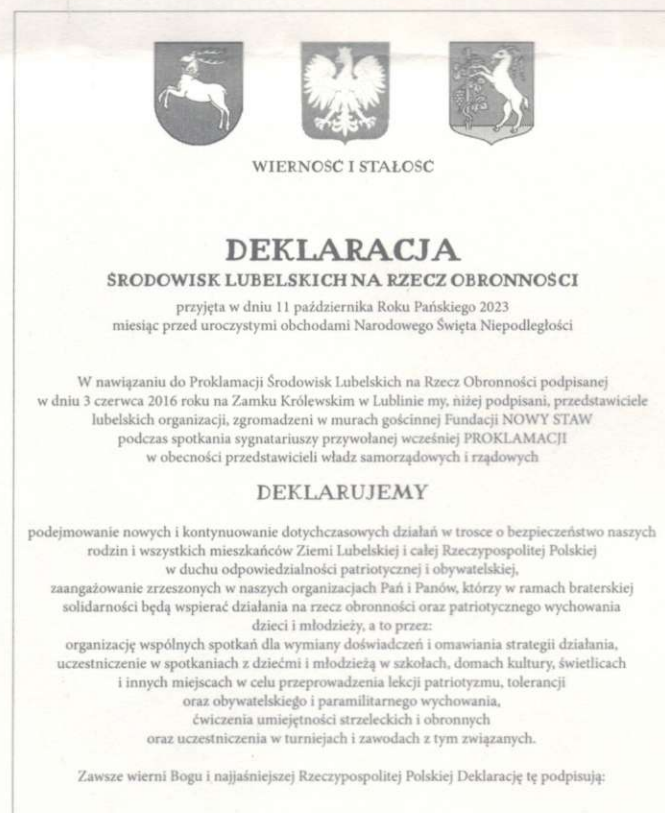 WIERNOŚĆ I STAŁOŚĆ
DEKLARACJA
ŚRODOWISK LUBELSKICH NA RZECZ OBRONNOŚCI
przyjęta w dniu 11 października Roku Pańskiego 2023
miesiąc przed uroczystymi obchodami Narodowego Święta Niepodległości
W nawiązaniu do Proklamacji Środowisk Lubelskich na Rzecz Obronności podpisanej
w dniu 3 czerwca 2016 roku na Zamku Królewskim w Lublinie my, niżej podpisani, przedstawiciele
lubelskich organizacji, zgromadzeni w murach gościnnej Fundacji NOWY STAW
podczas spotkania sygnatariuszy przywołanej wcześniej PROKLAMACJI
w obecności przedstawicieli władz samorządowych i rządowych
DEKLARUJEMY
podejmowanie nowych i kontynuowanie dotychczasowych działań w trosce o bezpieczeństwo naszych
rodzin i wszystkich mieszkańców Ziemi Lubelskiej i całej Rzeczypospolitej Polskiej
w duchu odpowiedzialności patriotycznej i obywatelskiej,
zaangażowanie zrzeszonych w naszych organizacjach Pań i Panów, którzy w ramach braterskiej
solidarności będą wspierać działania na rzecz obronności oraz patriotycznego wychowania
dzieci i młodzieży, a to przez:
organizację wspólnych spotkań dla wymiany doświadczeń i omawiania strategii działania,
uczestniczenie w spotkaniach z dziećmi i młodzieżą w szkołach, domach kultury, świetlicach
i innych miejscach w celu przeprowadzenia lekcji patriotyzmu, tolerancji
oraz obywatelskiego i paramilitarnego wychowania,
ćwiczenia umiejętności strzeleckich i obronnych
oraz uczestniczenia w turniejach i zawodach z tym związanych.
Zawsze wierni Bogu i najjaśniejszej Rzeczypospolitej Polskiej Deklarację tę podpisują: